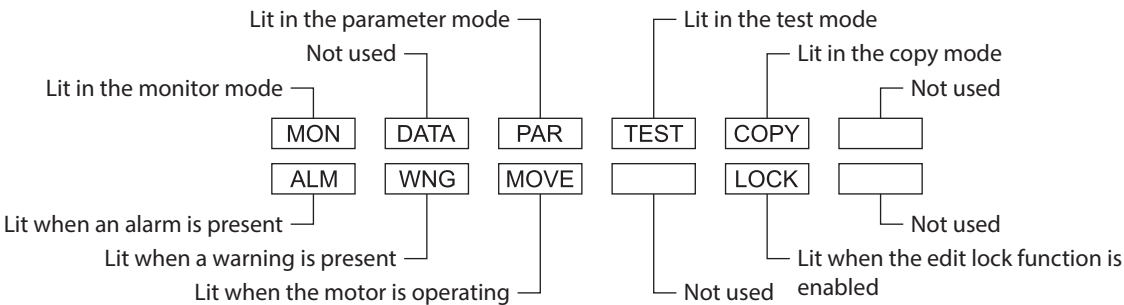 Lit in the parameter mode
Lit in the test mode
Not used
Lit in the copy mode
Lit in the monitor mode
Not used
MON DATA PAR TEST COPY
ALM WNG MOVE LOCK
Lit when an alarm is present
Not used
Lit when a warning is present
Lit when the edit lock function is
enabled
Lit when the motor is operating
Not used